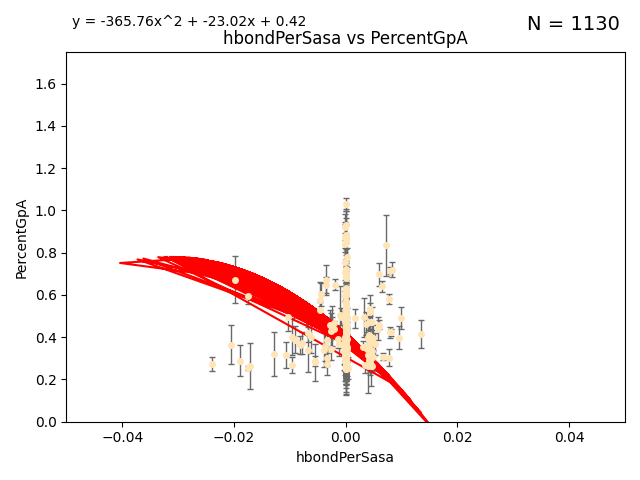 y = -365.76x^2 + -23.02x + 0.42
N = 1130
hbondPerSasa vs PercentGpA
PercentGpA
1.6
1.4
1.2
1.0
0.8
0.6
0.4
0.2
0.0
−0.04 −0.02 0.00 0.02 0.04
hbondPerSasa